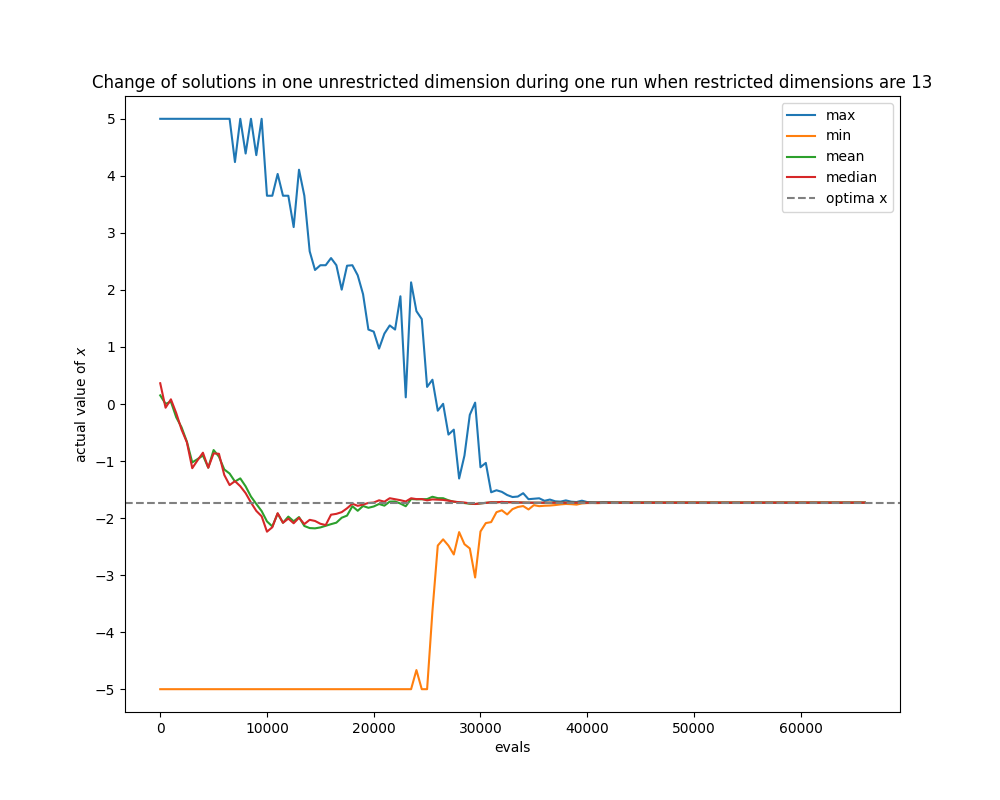 Change of solutions in one unrestricted dimension during one run when restricted dimensions are 13
max
min
mean
median
optima x
5
4
3
2
1
0
−1
−2
−3
−4
−5
actual value of x
0 10000 20000 30000 40000 50000 60000
evals